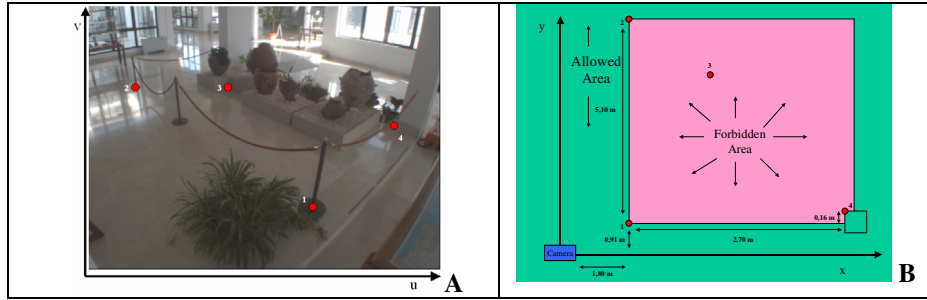 V
2
3
4
1
u
A
y
2
Allowed
Area
3
5,10 m
Forbidden
Area
4
0,16 m
1
0,91 m
2,70 m
Camera
1,80 m
x
B